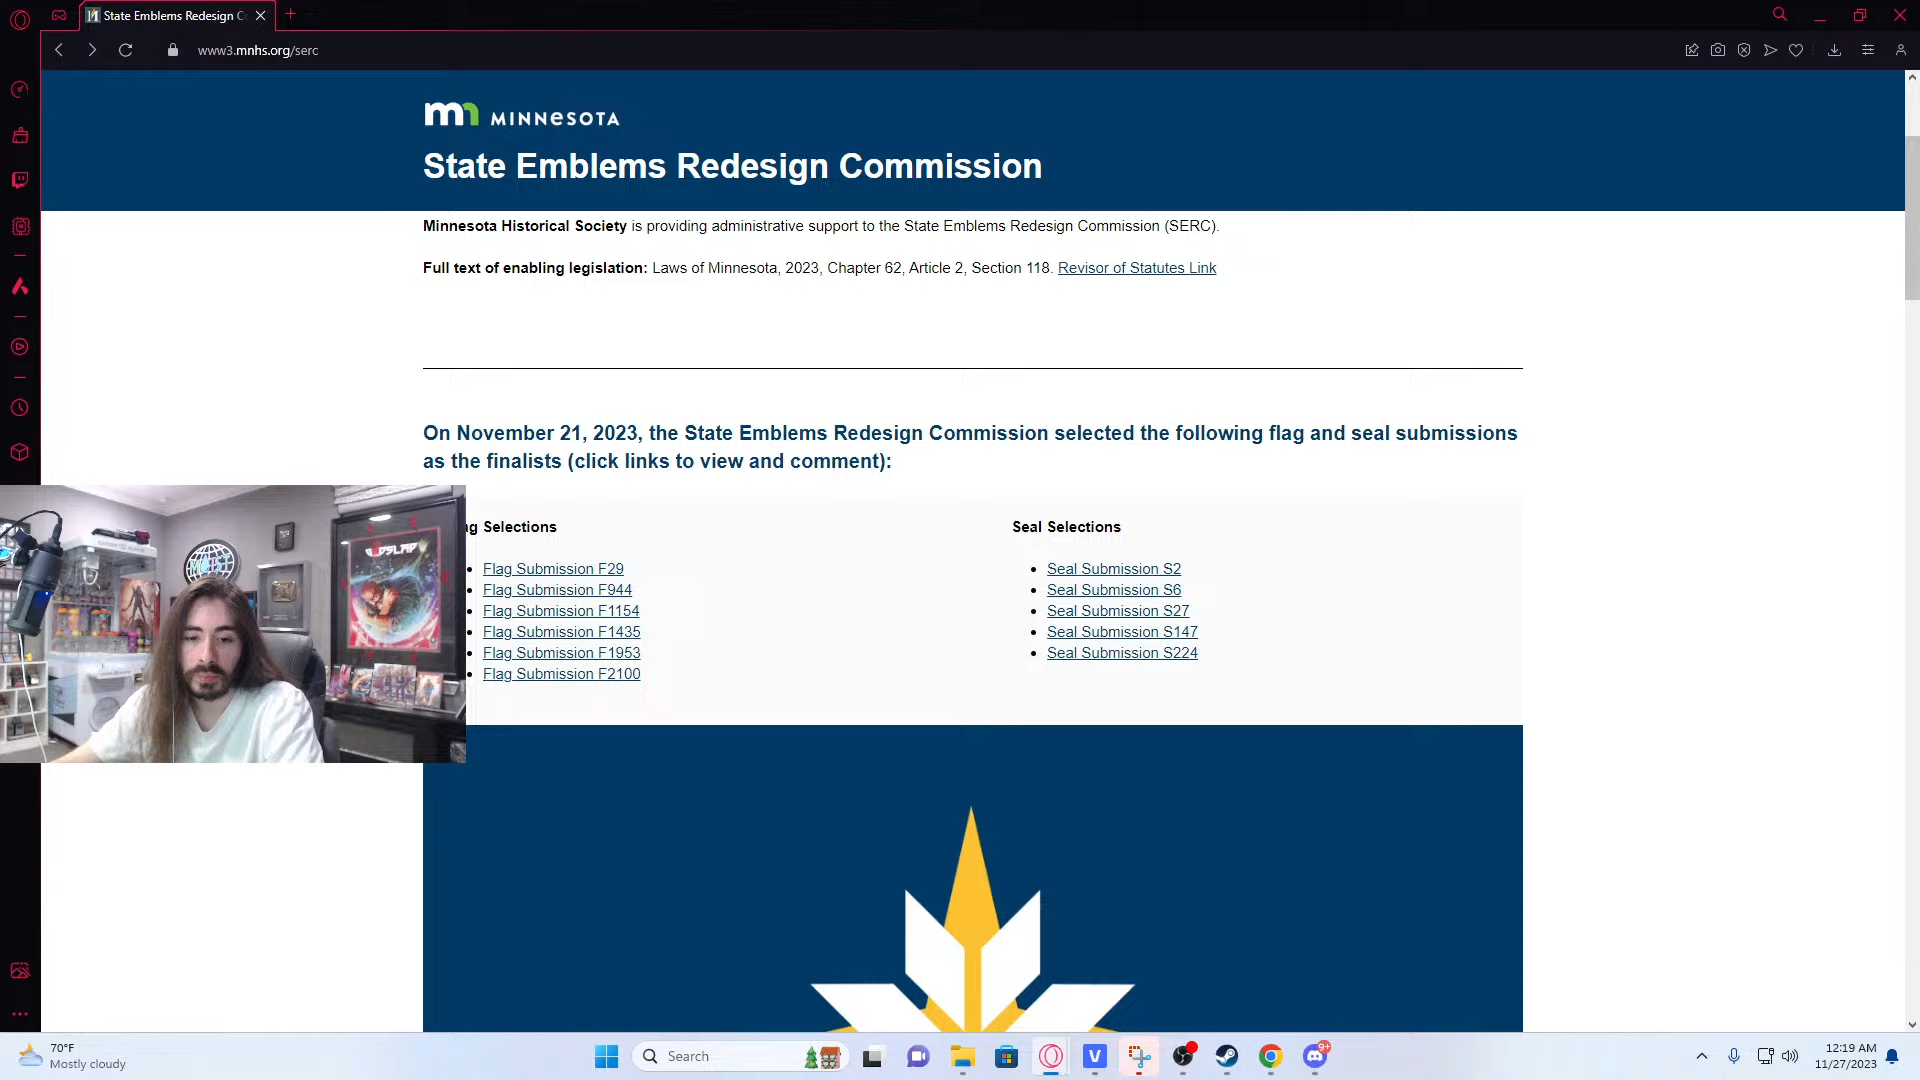 State Emblems Redesign C
www3.mnhs.org/serc
mn MINNESOTA
State Emblems Redesign Commission
Minnesota Historical Society is providing administrative support to the State Emblems Redesign Commission (SERC).
Full text of enabling legislation: Laws of Minnesota, 2023, Chapter 62, Article 2, Section 118. Revisor of Statutes Link
On November 21, 2023, the State Emblems Redesign Commission selected the following flag and seal submissions
as the finalists (click links to view and comment):
ag Selections
Flag Submission F29
Flag Submission F944
Flag Submission F1154
Flag Submission F1435
Flag Submission F1953
Flag Submission F2100
Seal Selections
Seal Submission S2
Seal Submission S6
Seal Submission S27
Seal Submission S147
Seal Submission S224
MOIST
GODSLAP
70°F
Mostly cloudy
Search
V
9+
12:19 AM
11/27/2023